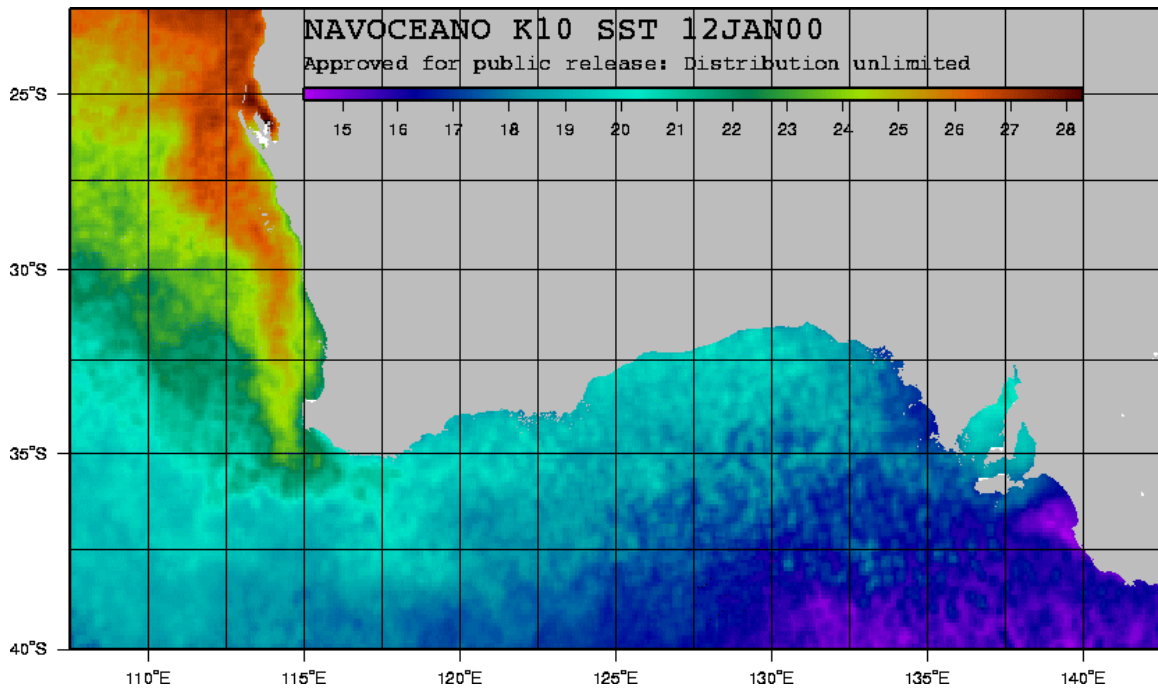 NAVOCEANO K10 SST 12JAN00
Approved for public release: Distribution unlimited
15 16 17 18 19 20 21 22 23 24 25 26 27 28
25°S
30°S
35°S
40°S
110°E 115°E 120°E 125°E 130°E 135°E 140°E